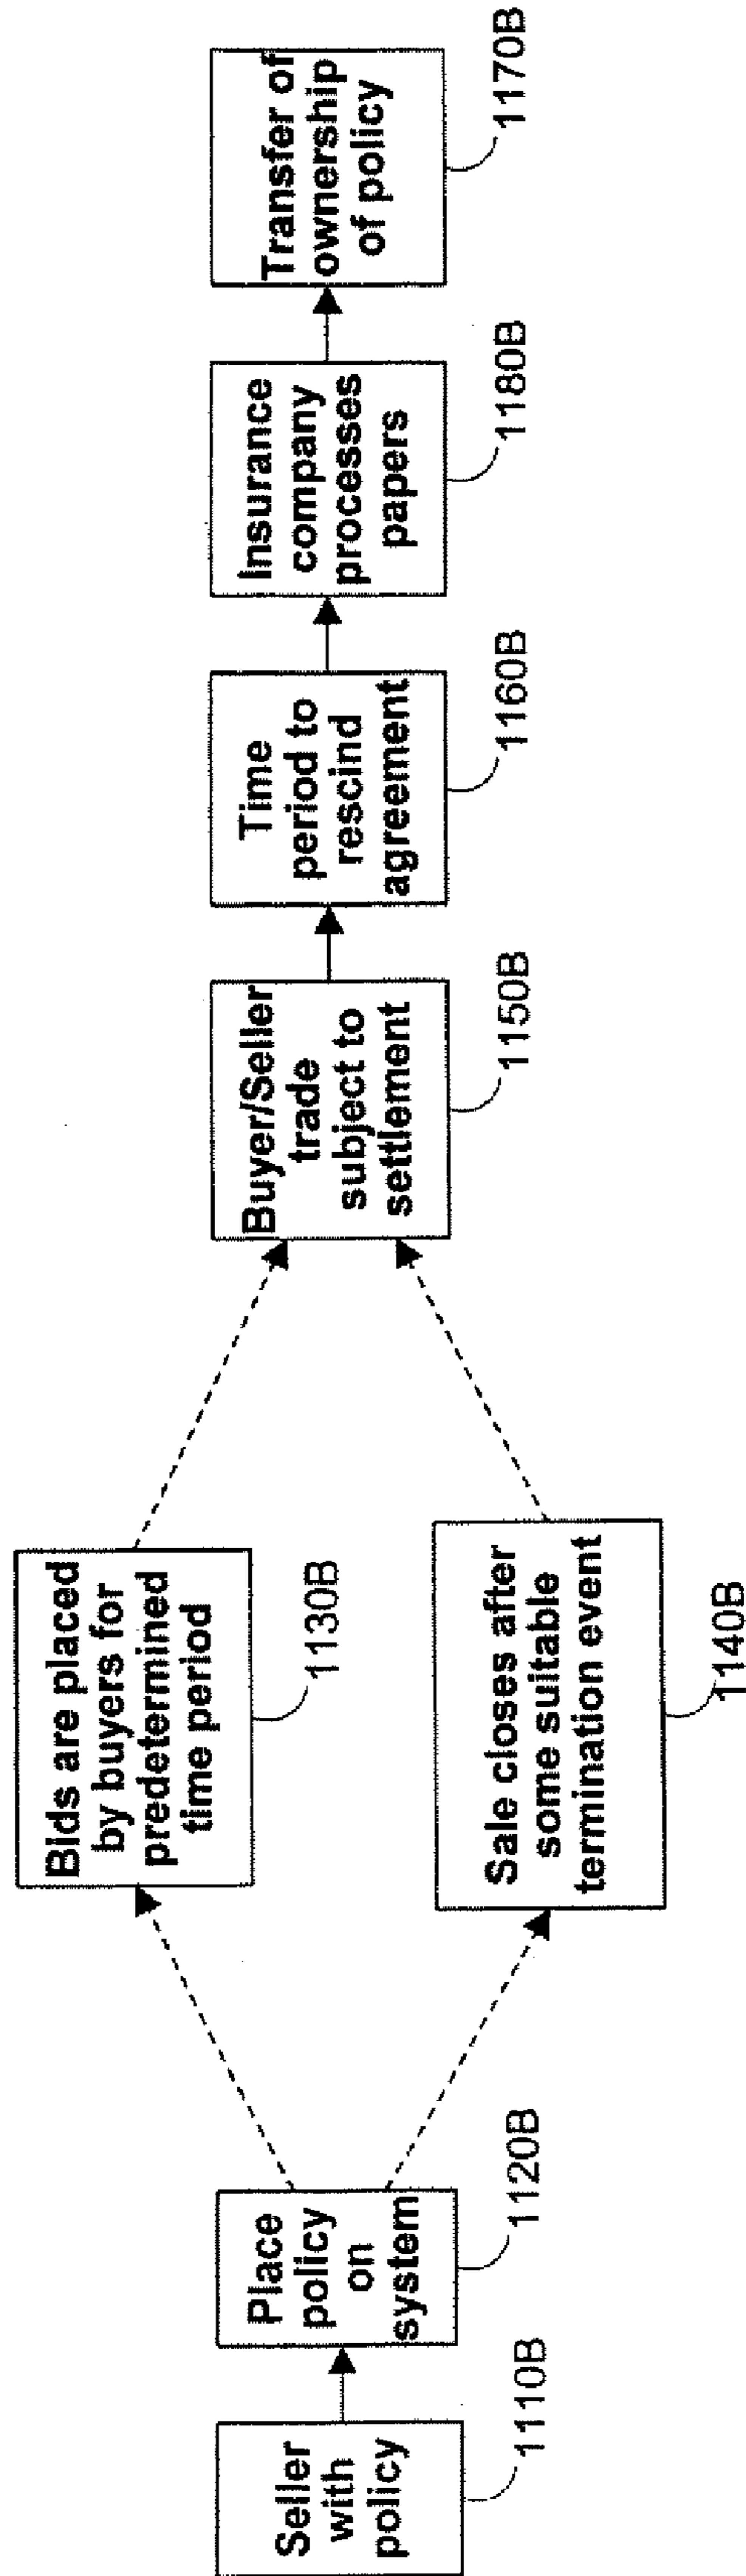 Seller
with
policy
1110B
Place
policy
on
system
1120B
Bids are placed
by buyers for
predetermined
time period
1130B
Sale closes after
some suitable
termination event
1140B
Buyer/Seller
trade
subject to
settlement
1150B
Time
period to
rescind
agreement
1160B
Insurance
company
processes
papers
1180B
Transfer of
ownership
of policy
1170B